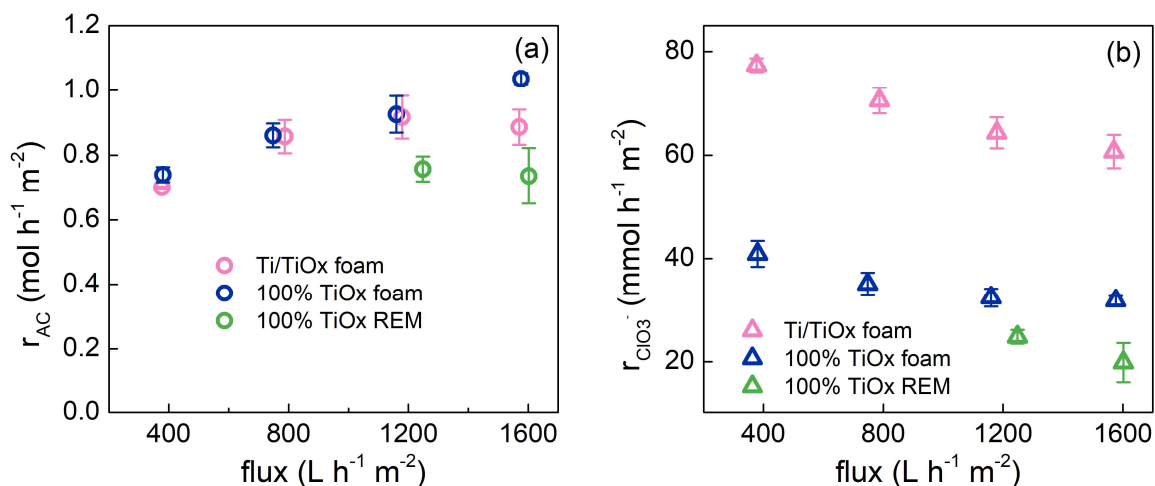 (a)
1.2
1.0
0.8
0.6
0.4
0.2
0.0
r_AC (mol h⁻¹ m⁻²)
Ti/TiOx foam
100% TiOx foam
100% TiOx REM
400 800 1200 1600
flux (L h⁻¹ m⁻²)
(b)
80
60
40
20
r_ClO3⁻ (mmol h⁻¹ m⁻²)
Ti/TiOx foam
100% TiOx foam
100% TiOx REM
400 800 1200 1600
flux (L h⁻¹ m⁻²)